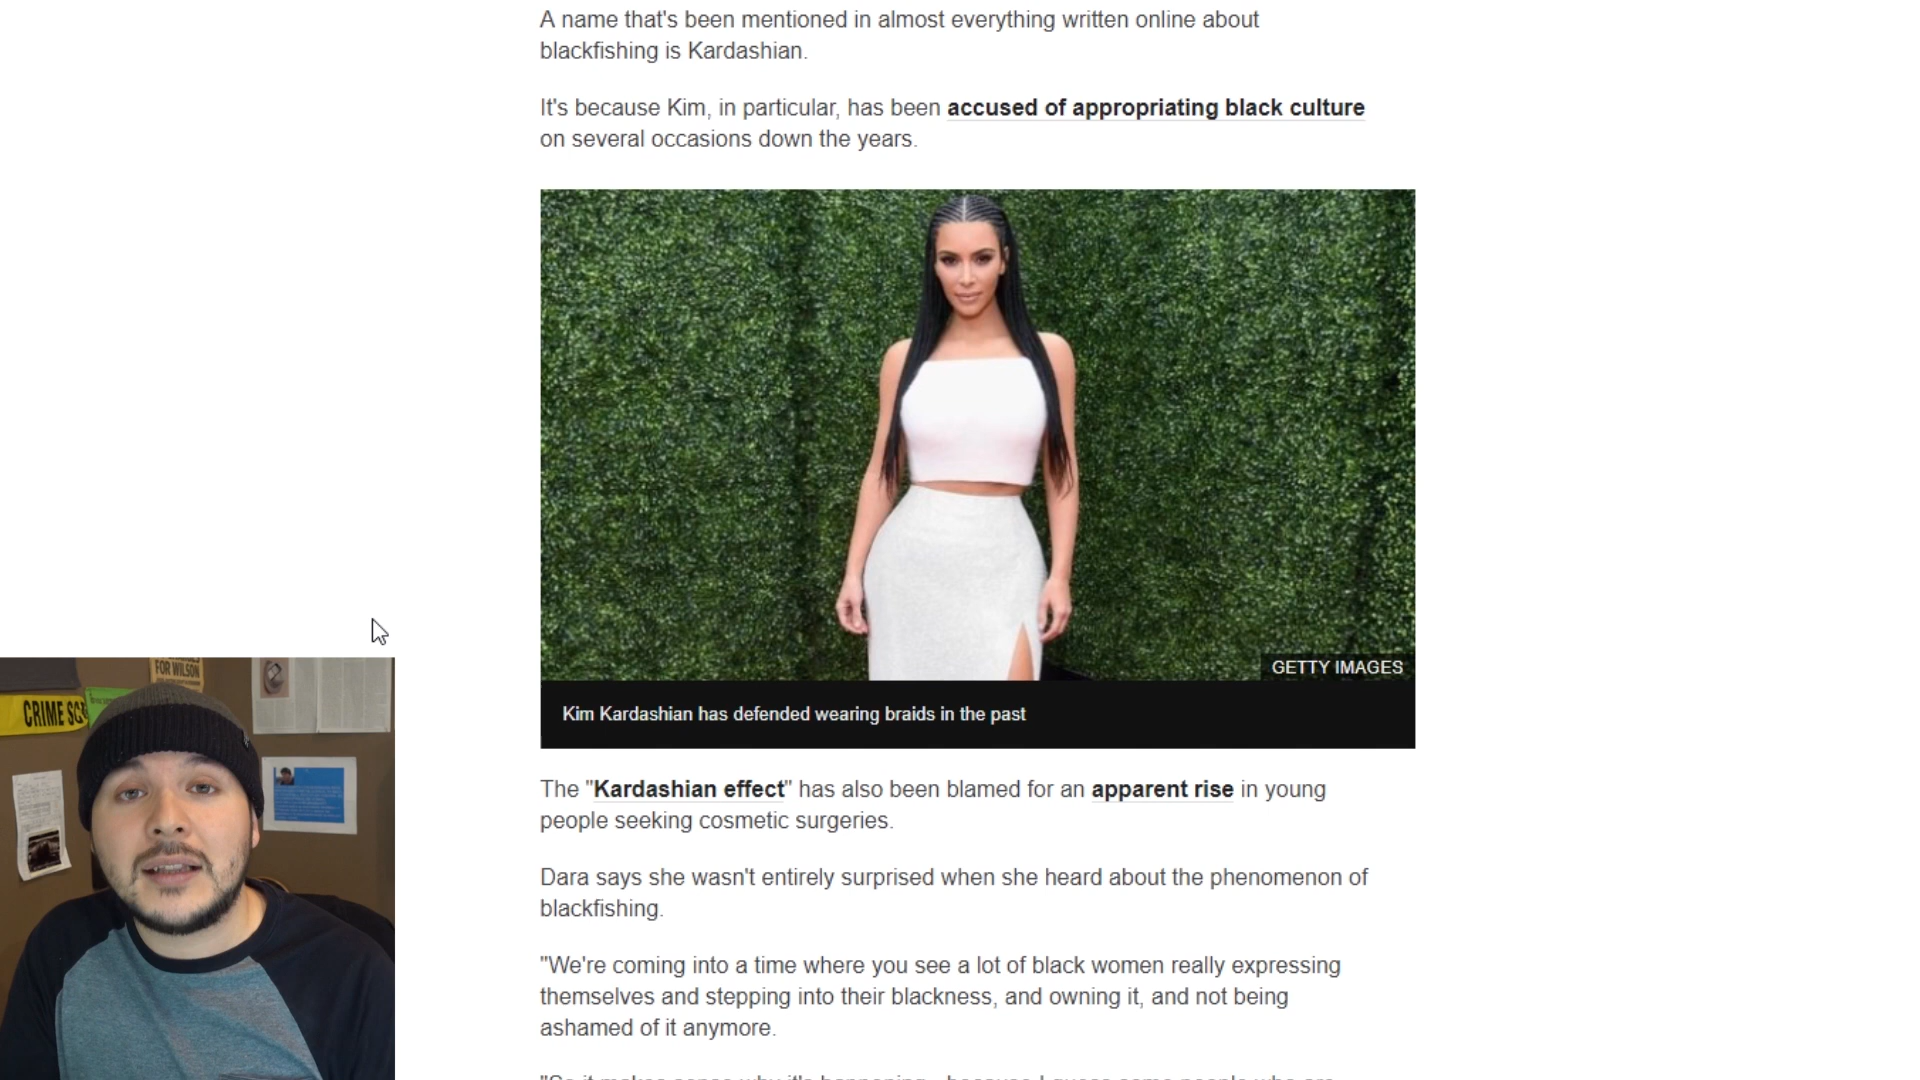 A name that's been mentioned in almost everything written online about
blackfishing is Kardashian.
It's because Kim, in particular, has been accused of appropriating black culture
on several occasions down the years.
GETTY IMAGES
Kim Kardashian has defended wearing braids in the past
The "Kardashian effect" has also been blamed for an apparent rise in young
people seeking cosmetic surgeries.
Dara says she wasn't entirely surprised when she heard about the phenomenon of
blackfishing.
"We're coming into a time where you see a lot of black women really expressing
themselves and stepping into their blackness, and owning it, and not being
ashamed of it anymore.
FOR WILSON
CRIME SC